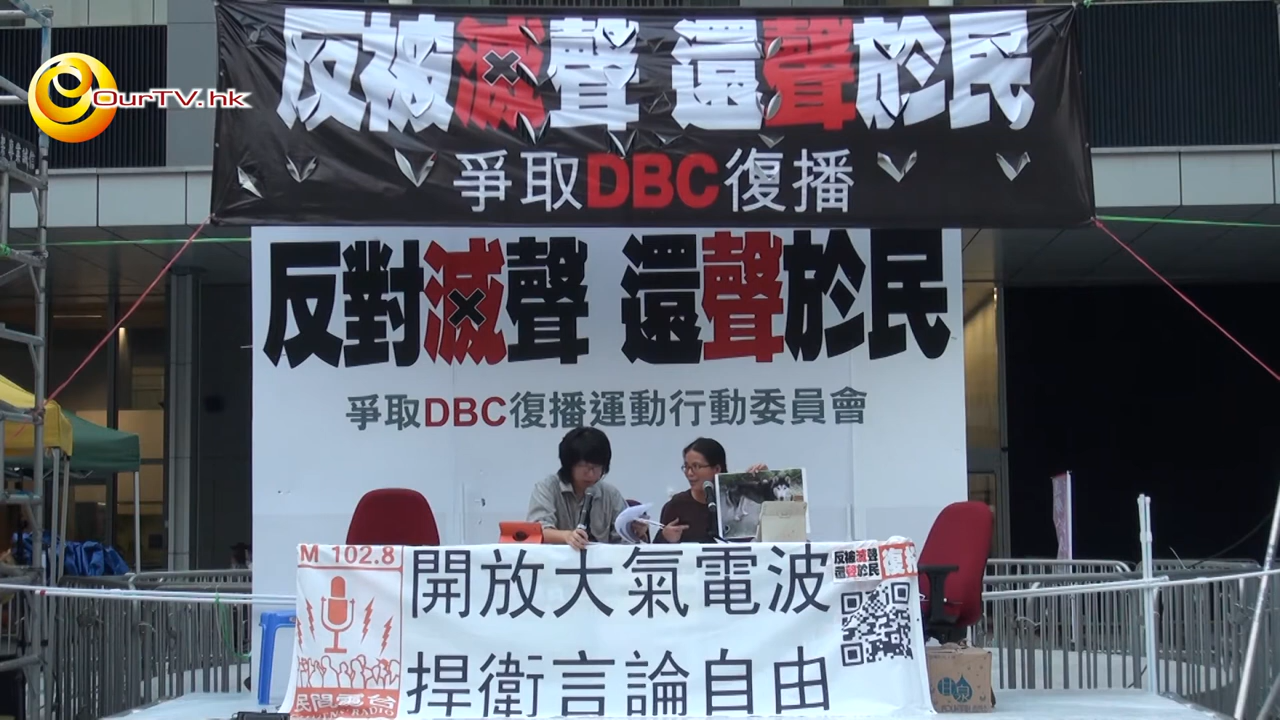 反被滅聲 還聲於民
OurTV.hk
爭取DBC復播
反對滅聲 還聲於民
爭取DBC復播運動行動委員會
M 102.8
開放大氣電波
反被滅聲
還聲於民
復播
捍衛言論自由
民間電台